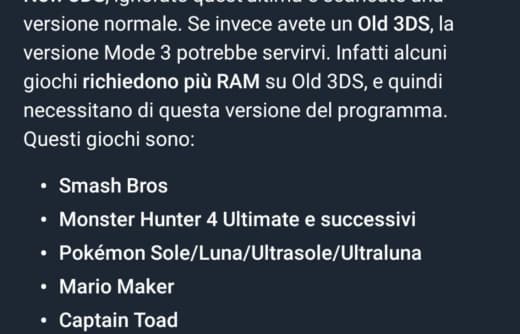 versione normale. Se invece avete un Old 3DS, la
versione Mode 3 potrebbe servirvi. Infatti alcuni
giochi richiedono più RAM su Old 3DS, e quindi
necessitano di questa versione del programma.
Questi giochi sono:
• Smash Bros
• Monster Hunter 4 Ultimate e successivi
• Pokémon Sole/Luna/Ultrasole/Ultraluna
• Mario Maker
• Captain Toad